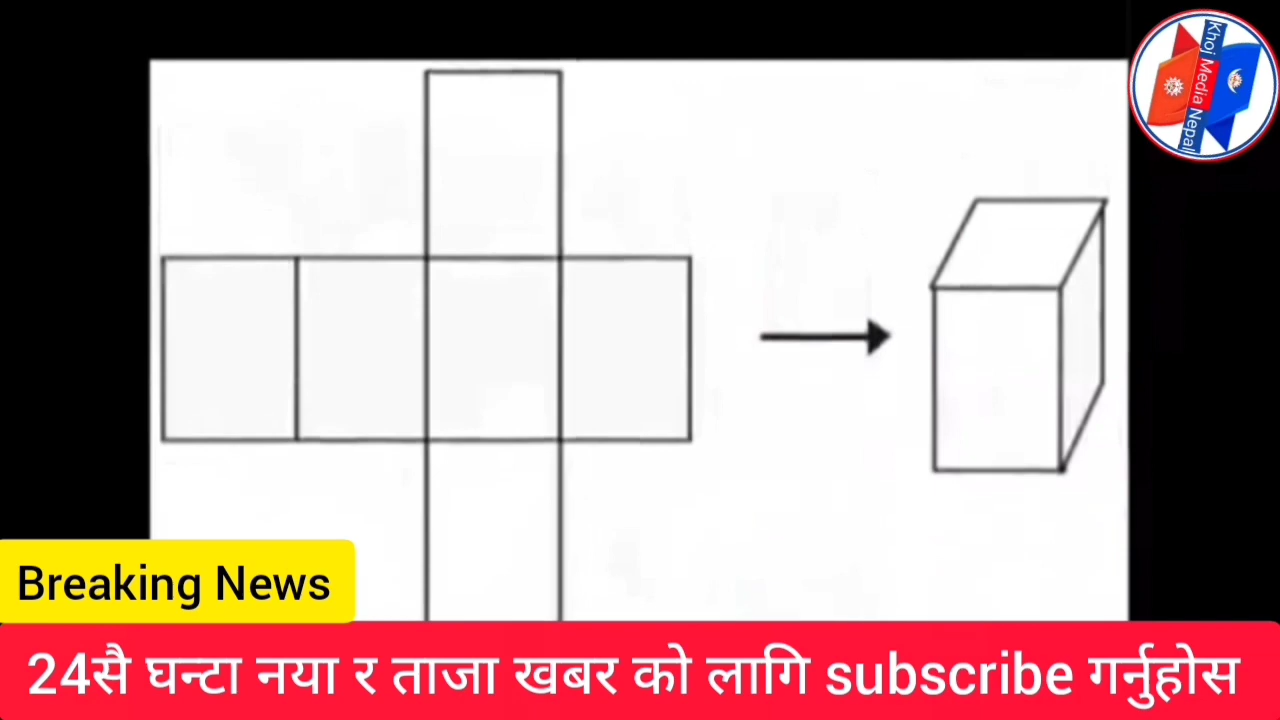 Khoj Media Nepal
Breaking News
24सै घन्टा नया र ताजा खबर को लागि subscribe गर्नुहोस